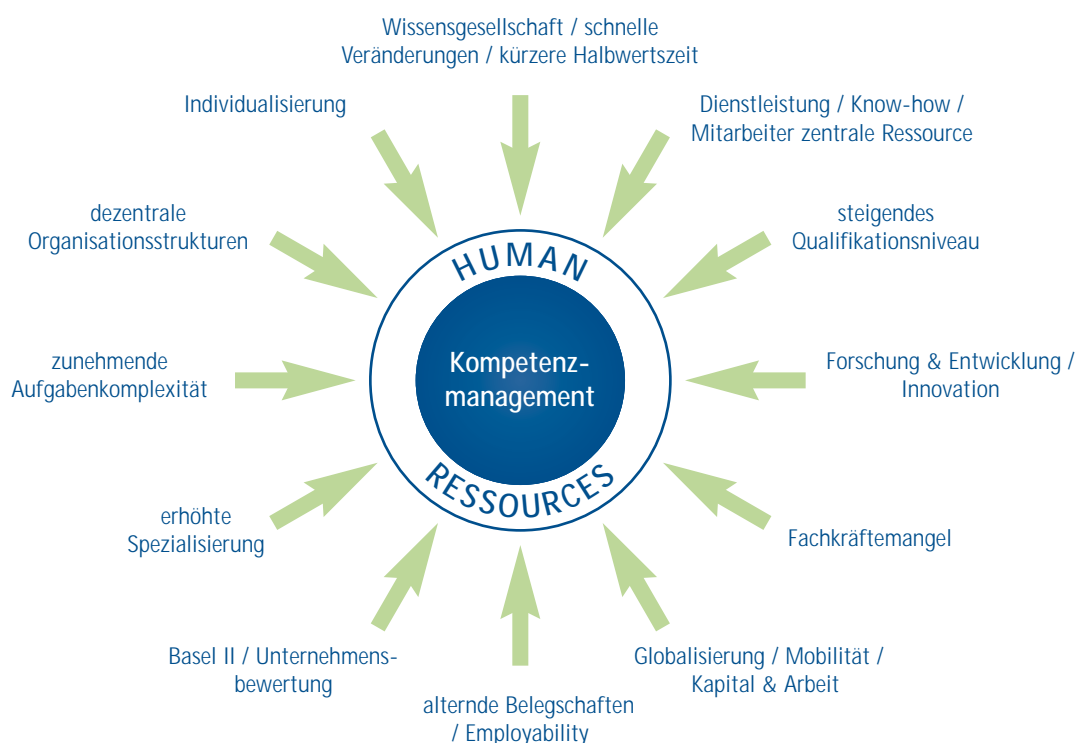 Wissensgesellschaft / schnelle
Veränderungen / kürzere Halbwertszeit
Individualisierung
Dienstleistung / Know-how /
Mitarbeiter zentrale Ressource
dezentrale
Organisationsstrukturen
steigendes
Qualifikationsniveau
HUMAN
zunehmende
Aufgabenkomplexität
Kompetenz-
management
Forschung & Entwicklung /
Innovation
RESSOURCES
erhöhte
Spezialisierung
Fachkräftemangel
Basel II / Unternehmens-
bewertung
Globalisierung / Mobilität /
Kapital & Arbeit
alternde Belegschaften
/ Employability